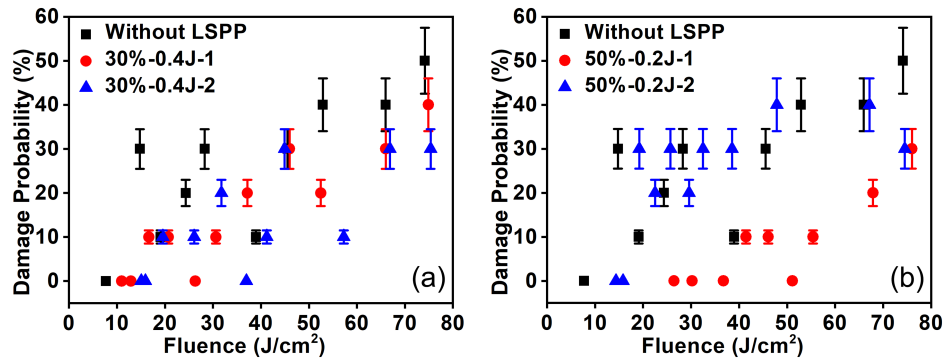 60
50
40
30
20
10
0
Damage Probability (%)
Without LSPP
30%-0.4J-1
30%-0.4J-2
(a)
0 10 20 30 40 50 60 70 80
Fluence (J/cm²)
60
50
40
30
20
10
0
Damage Probability (%)
Without LSPP
50%-0.2J-1
50%-0.2J-2
(b)
0 10 20 30 40 50 60 70 80
Fluence (J/cm²)